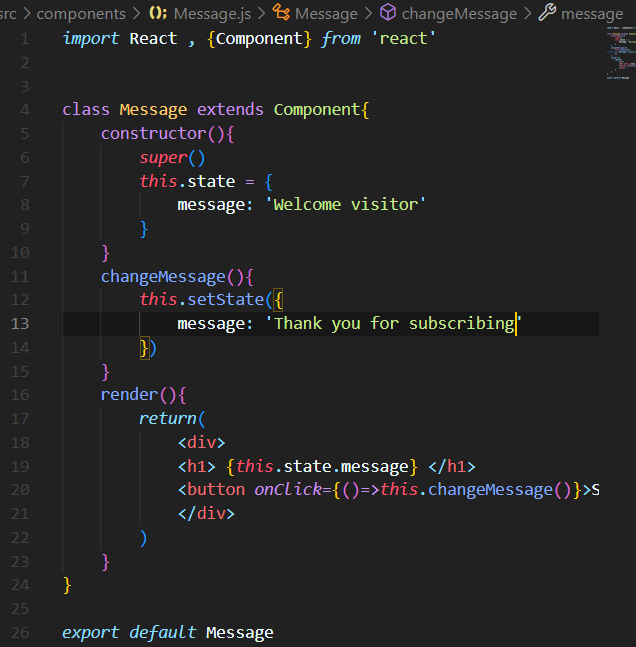 src > components > Message.js > Message > changeMessage > message
1 import React , {Component} from 'react'
2
3
4 class Message extends Component{
5     constructor(){
6         super()
7         this.state = {
8             message: 'Welcome visitor'
9         }
10     }
11     changeMessage(){
12         this.setState({
13             message: 'Thank you for subscribing'
14         })
15     }
16     render(){
17         return(
18             <div>
19             <h1> {this.state.message} </h1>
20             <button onClick={()=>this.changeMessage()}>S
21             </div>
22         )
23     }
24 }
25
26 export default Message